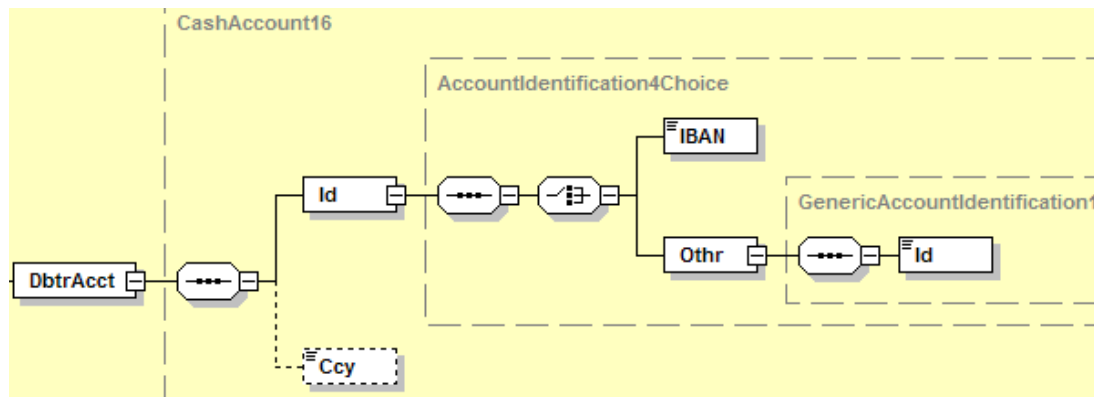 CashAccount16
AccountIdentification4Choice
IBAN
Id
GenericAccountIdentification1
Othr
Id
DbtrAcct
Ccy